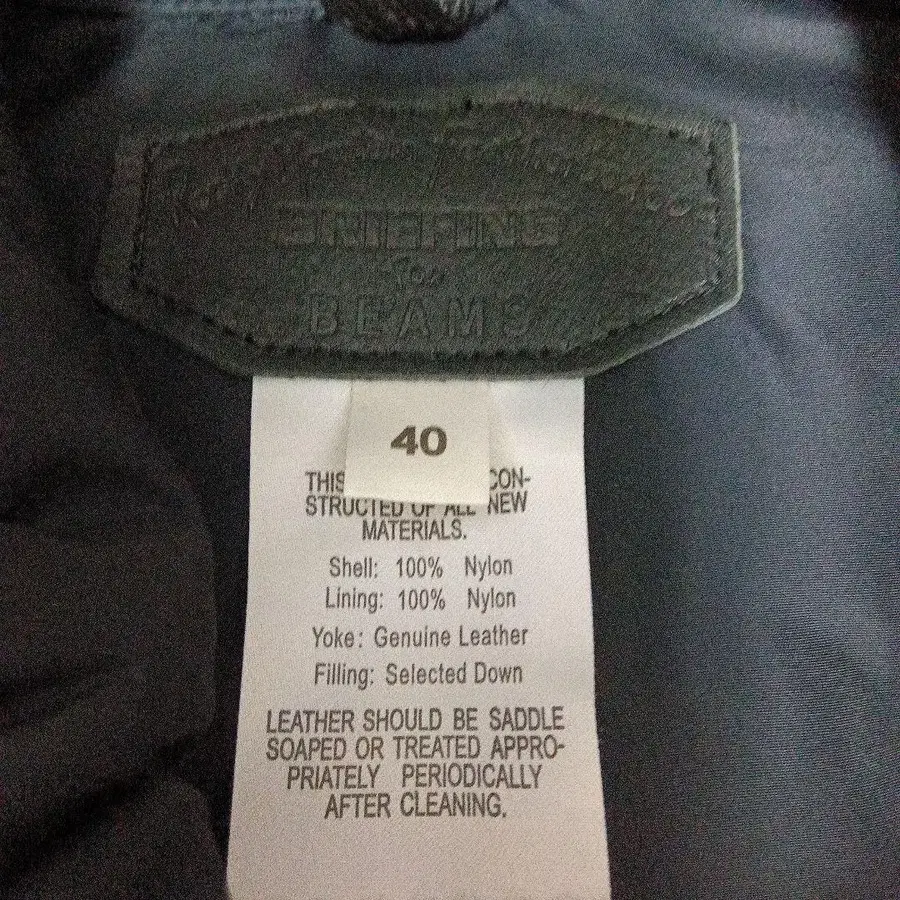 BRIEFING
for
BEAMS
40
THIS CON-
STRUCTED OF ALL NEW
MATERIALS.
Shell: 100% Nylon
Lining: 100% Nylon
Yoke: Genuine Leather
Filling: Selected Down
LEATHER SHOULD BE SADDLE
SOAPED OR TREATED APPRO-
PRIATELY PERIODICALLY
AFTER CLEANING.